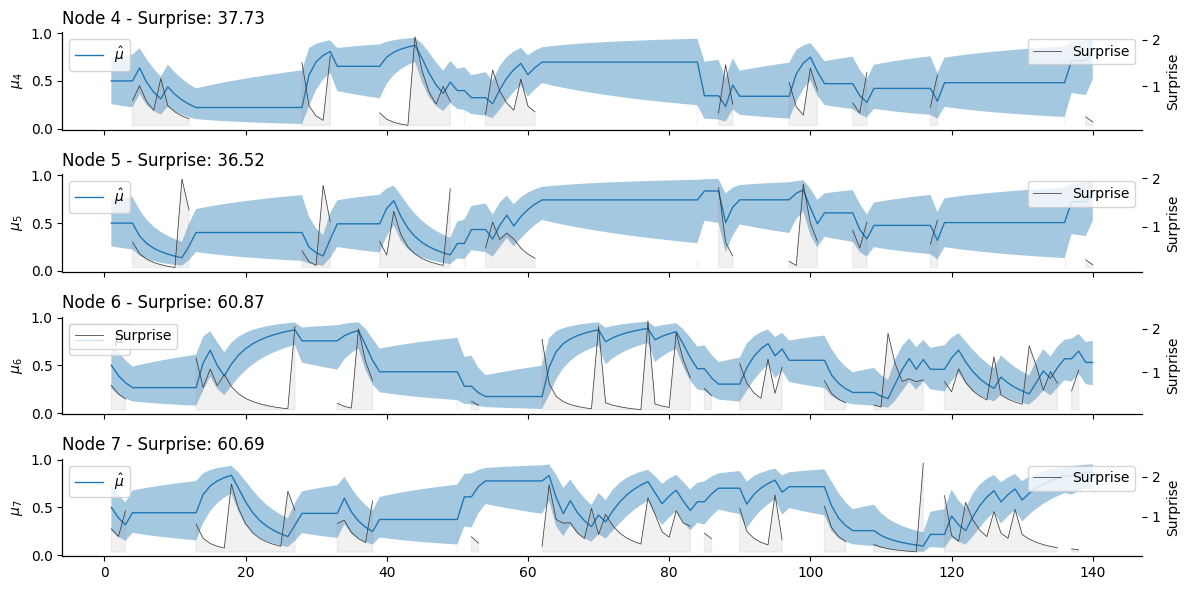 Node 4 - Surprise: 37.73
1.0
0.5
0.0
μ4
μ̂
Surprise
2
1
Surprise
Node 5 - Surprise: 36.52
1.0
0.5
0.0
μ5
μ̂
Surprise
2
1
Surprise
Node 6 - Surprise: 60.87
1.0
0.5
0.0
μ6
Surprise
2
1
Surprise
Node 7 - Surprise: 60.69
1.0
0.5
0.0
μ7
μ̂
Surprise
2
1
Surprise
0 20 40 60 80 100 120 140